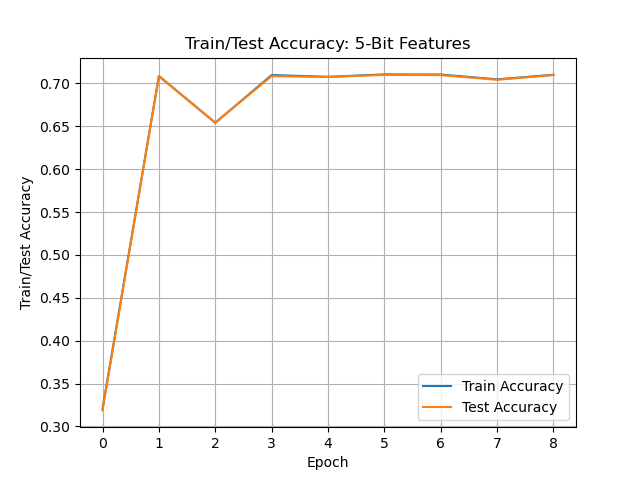 Train/Test Accuracy: 5-Bit Features
Train/Test Accuracy
0.70
0.65
0.60
0.55
0.50
0.45
0.40
0.35
0.30
Train Accuracy
Test Accuracy
0 1 2 3 4 5 6 7 8
Epoch